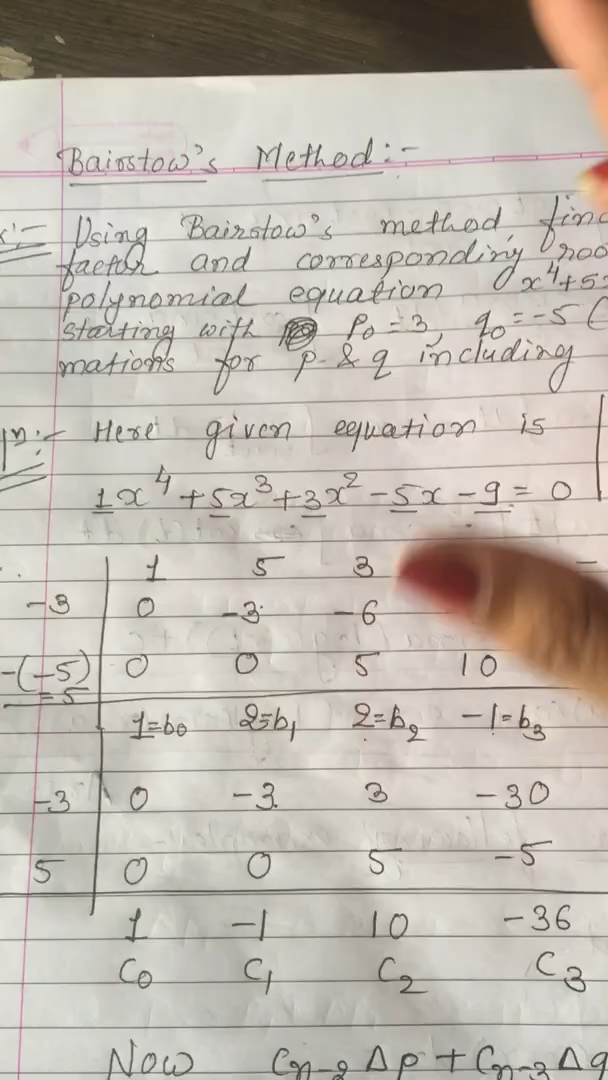 Bairstow's Method:-
Using Bairstow's method, find
factor and corresponding
polynomial equation x⁴+5x
starting with p₀ = 3, q₀ = -5 (
mations for p & q including
Here given equation is
1x⁴ + 5x³ + 3x² - 5x - 9 = 0
1 5 3
-3 0 -3 -6
-(-5) 0 0 5 10
= 5
1=b₀ 2=b₁ 2=b₂ -1=b₃
-3 0 -3 3 -30
5 0 0 5 -5
1 -1 10 -36
C₀ C₁ C₂ C₃
Now Cₙ₋₂ Δp + Cₙ₋₃ Δq